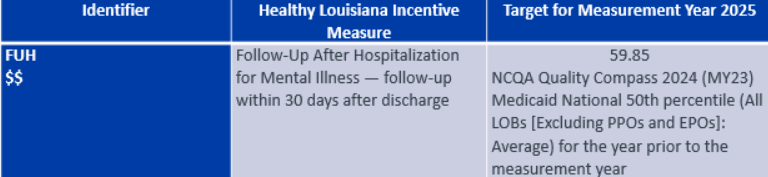 Identifier
Healthy Louisiana Incentive
Measure
Target for Measurement Year 2025
FUH
$$
Follow-Up After Hospitalization
for Mental Illness — follow-up
within 30 days after discharge
59.85
NCQA Quality Compass 2024 (MY23)
Medicaid National 50th percentile (All
LOBs [Excluding PPOs and EPOs]:
Average) for the year prior to the
measurement year